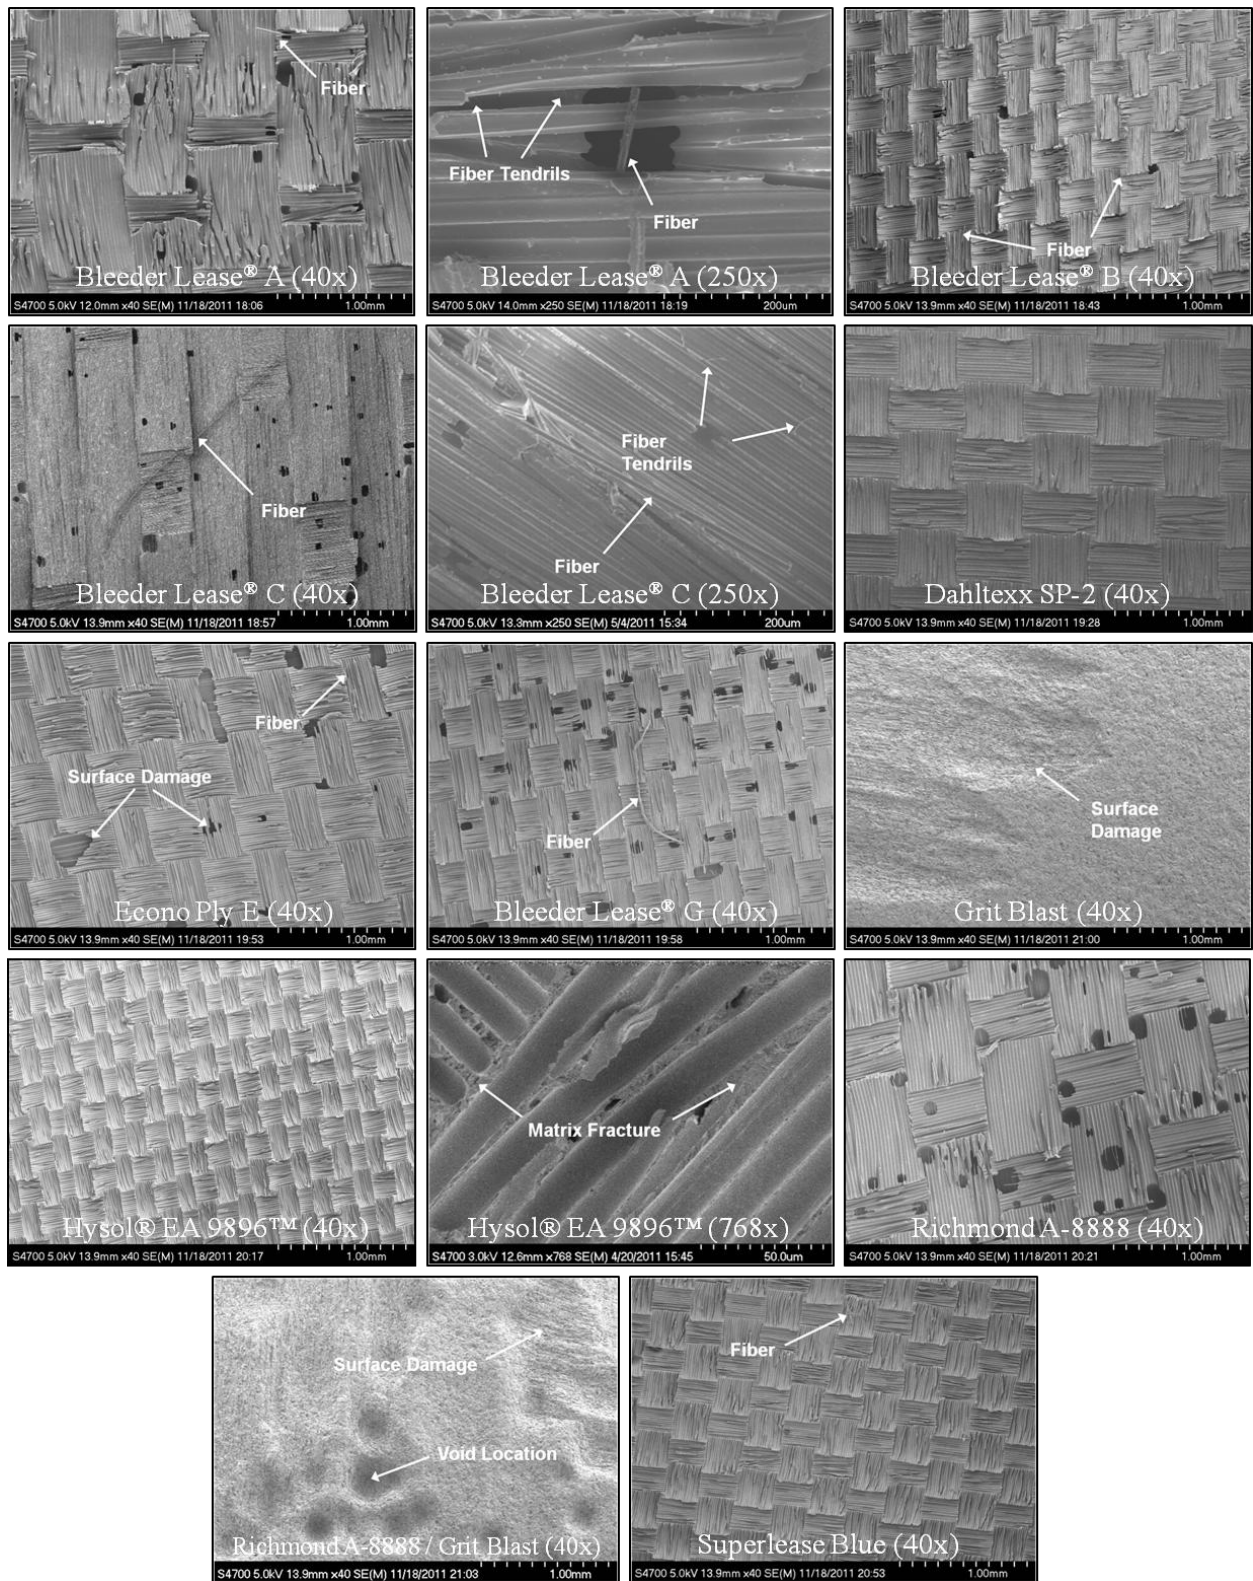 Fiber
Bleeder Lease® A (40x)
S4700 5.0kV 12.0mm x40 SE(M) 11/18/2011 18:06 1.00mm
Fiber Tendrils
Fiber
Bleeder Lease® A (250x)
S4700 5.0kV 14.0mm x250 SE(M) 11/18/2011 18:19 200um
Fiber
Bleeder Lease® B (40x)
S4700 5.0kV 13.9mm x40 SE(M) 11/18/2011 18:43 1.00mm
Fiber
Bleeder Lease® C (40x)
S4700 5.0kV 13.9mm x40 SE(M) 11/18/2011 18:57 1.00mm
Fiber
Tendrils
Fiber
Bleeder Lease® C (250x)
S4700 5.0kV 13.3mm x250 SE(M) 5/4/2011 15:34 200um
Dahltexx SP-2 (40x)
S4700 5.0kV 13.9mm x40 SE(M) 11/18/2011 19:28 1.00mm
Fiber
Surface Damage
Econo Ply E (40x)
S4700 5.0kV 13.9mm x40 SE(M) 11/18/2011 19:53 1.00mm
Fiber
Bleeder Lease® G (40x)
S4700 5.0kV 13.9mm x40 SE(M) 11/18/2011 19:58 1.00mm
Surface
Damage
Grit Blast (40x)
S4700 5.0kV 13.9mm x40 SE(M) 11/18/2011 21:00 1.00mm
Hysol® EA 9896™ (40x)
S4700 5.0kV 13.9mm x40 SE(M) 11/18/2011 20:17 1.00mm
Matrix Fracture
Hysol® EA 9896™ (768x)
S4700 3.0kV 12.6mm x768 SE(M) 4/20/2011 15:45 50.0um
Richmond A-8888 (40x)
S4700 5.0kV 13.9mm x40 SE(M) 11/18/2011 20:21 1.00mm
Surface Damage
Void Location
Richmond A-8888 / Grit Blast (40x)
S4700 5.0kV 13.9mm x40 SE(M) 11/18/2011 21:03 1.00mm
Fiber
Superlease Blue (40x)
S4700 5.0kV 13.9mm x40 SE(M) 11/18/2011 20:53 1.00mm